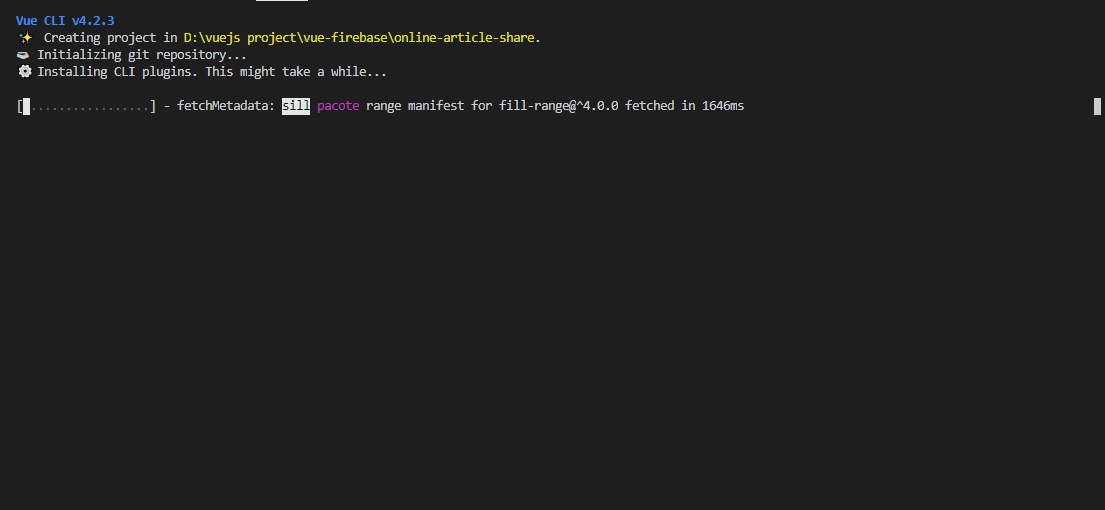 Vue CLI v4.2.3
✨ Creating project in D:\vuejs project\vue-firebase\online-article-share.
Initializing git repository...
⚙ Installing CLI plugins. This might take a while...
[ .................] - fetchMetadata: sill pacote range manifest for fill-range@^4.0.0 fetched in 1646ms